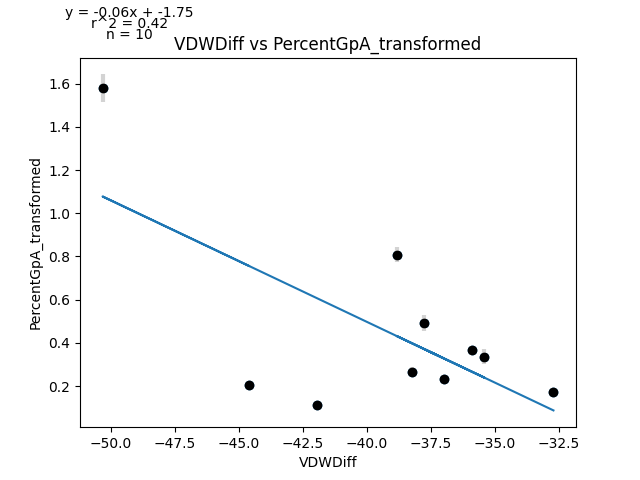 y = -0.06x + -1.75
r^2 = 0.42
n = 10
VDWDiff vs PercentGpA_transformed
1.6
1.4
1.2
1.0
0.8
0.6
0.4
0.2
PercentGpA_transformed
−50.0 −47.5 −45.0 −42.5 −40.0 −37.5 −35.0 −32.5
VDWDiff